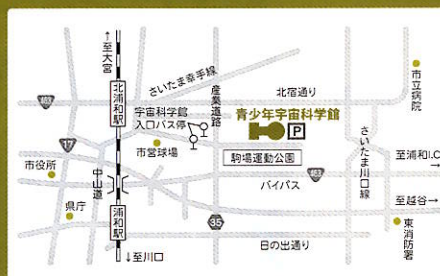 ↑至大宮
さいたま幸手線
産業道路
北宿通り
市立病院
463
北浦和駅
宇宙科学館
入口バス停
青少年宇宙科学館
P
17
市営球場
駒場運動公園
さいたま川口線
至浦和I.C
市役所
中山道
463
バイパス
至越谷→
県庁
浦和駅
35
日の出通り
東消防署
↓至川口